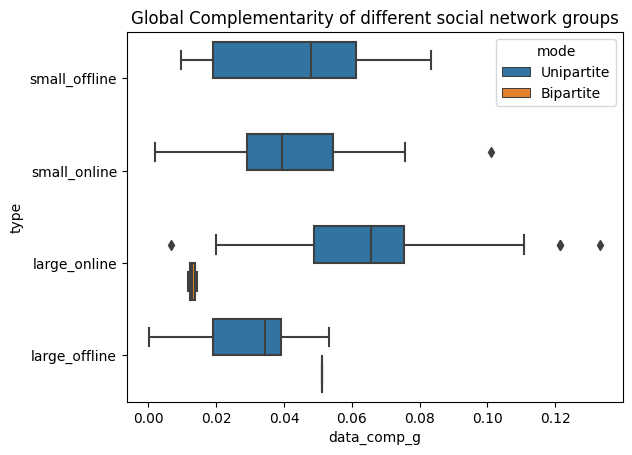 Global Complementarity of different social network groups
mode
Unipartite
Bipartite
small_offline
small_online
large_online
large_offline
type
0.00 0.02 0.04 0.06 0.08 0.10 0.12
data_comp_g